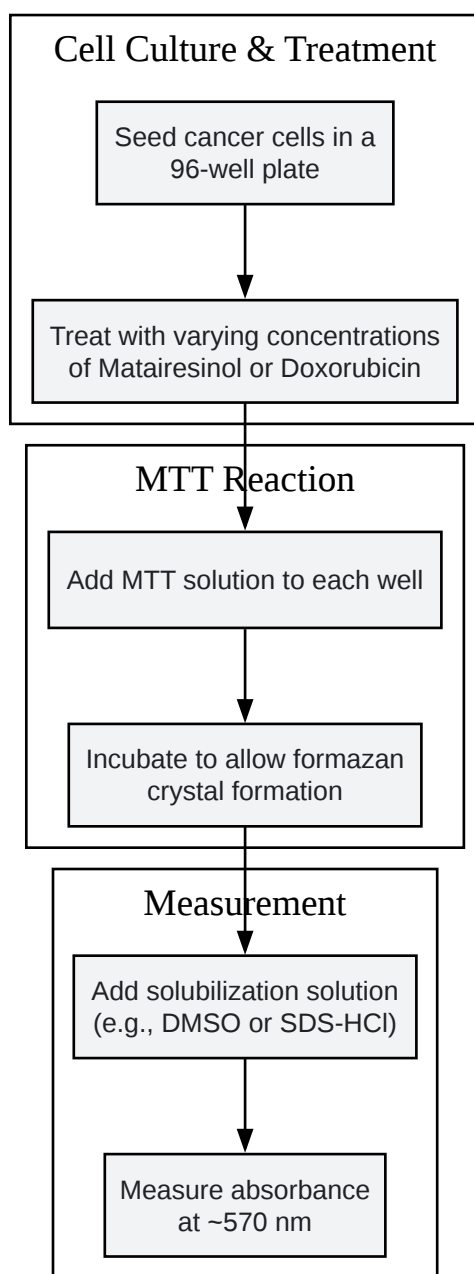 Cell Culture & Treatment
Seed cancer cells in a
96-well plate
Treat with varying concentrations
of Matairesinol or Doxorubicin
MTT Reaction
Add MTT solution to each well
Incubate to allow formazan
crystal formation
Measurement
Add solubilization solution
(e.g., DMSO or SDS-HCl)
Measure absorbance
at ~570 nm